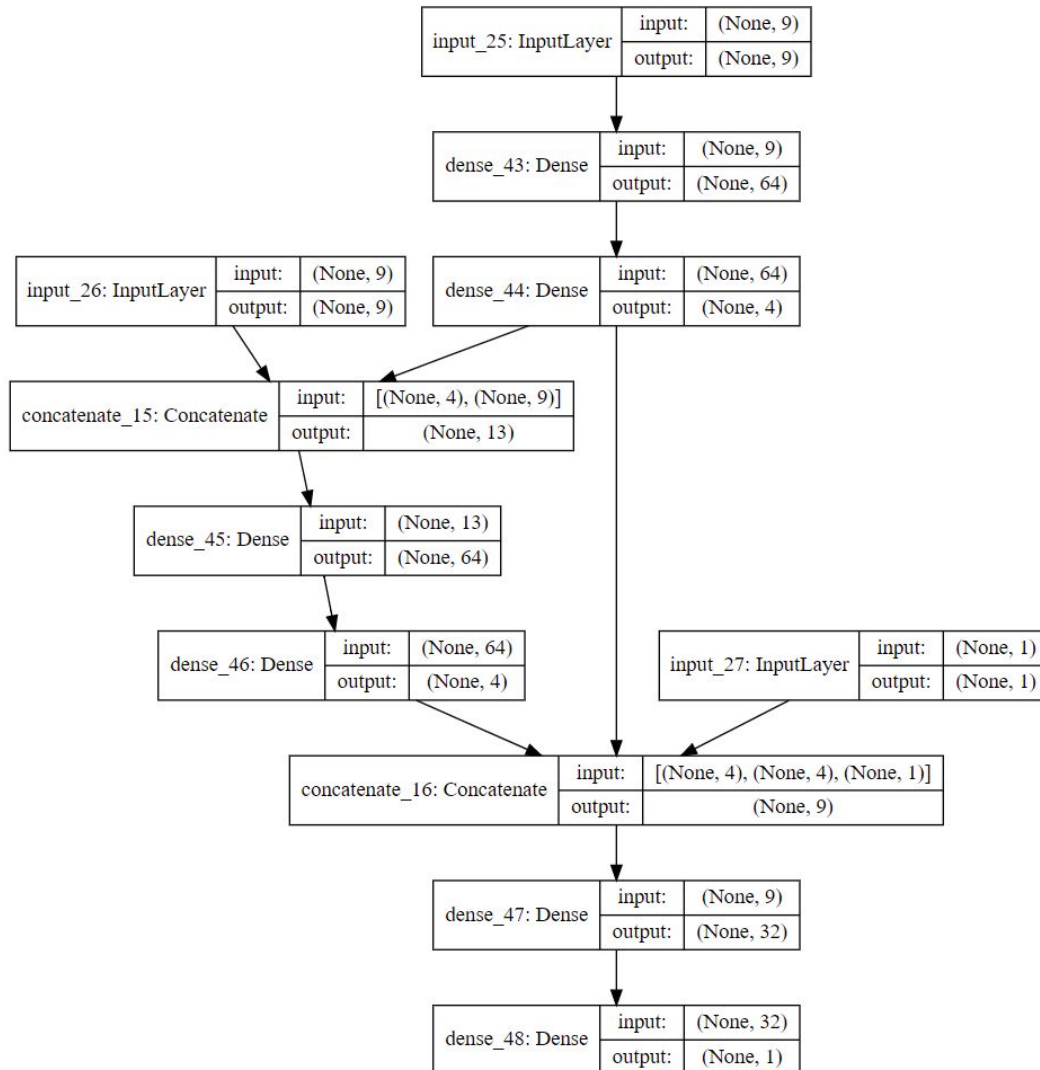 input_25: InputLayer input: (None, 9)
output: (None, 9)
dense_43: Dense input: (None, 9)
output: (None, 64)
input_26: InputLayer input: (None, 9)
output: (None, 9)
dense_44: Dense input: (None, 64)
output: (None, 4)
concatenate_15: Concatenate input: [(None, 4), (None, 9)]
output: (None, 13)
dense_45: Dense input: (None, 13)
output: (None, 64)
dense_46: Dense input: (None, 64)
output: (None, 4)
input_27: InputLayer input: (None, 1)
output: (None, 1)
concatenate_16: Concatenate input: [(None, 4), (None, 4), (None, 1)]
output: (None, 9)
dense_47: Dense input: (None, 9)
output: (None, 32)
dense_48: Dense input: (None, 32)
output: (None, 1)